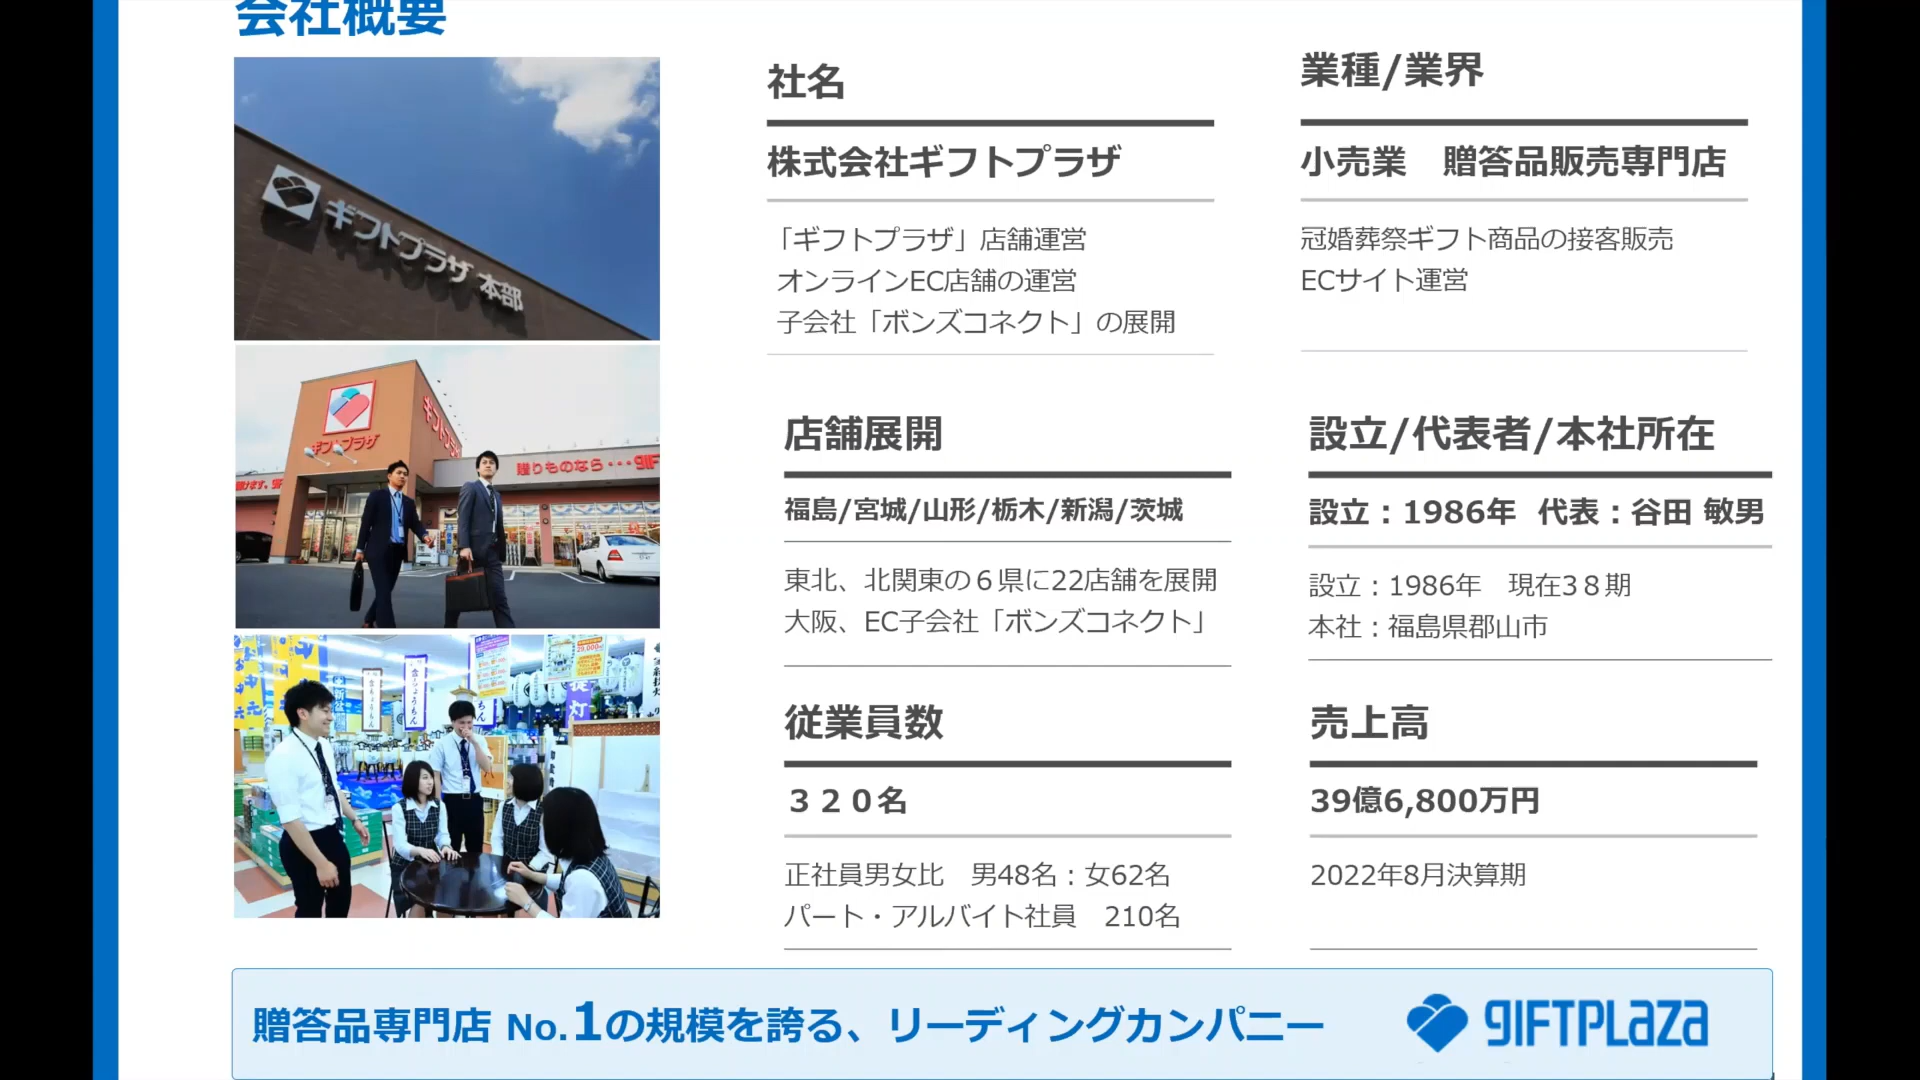 会社概要
ギフトプラザ 本部
ギフトプラザ
贈りものなら・・・
社名
株式会社ギフトプラザ
「ギフトプラザ」店舗運営
オンラインEC店舗の運営
子会社「ボンズコネクト」の展開
業種/業界
小売業　贈答品販売専門店
冠婚葬祭ギフト商品の接客販売
ECサイト運営
店舗展開
福島/宮城/山形/栃木/新潟/茨城
東北、北関東の６県に22店舗を展開
大阪、EC子会社「ボンズコネクト」
設立/代表者/本社所在
設立：1986年 代表：谷田 敏男
設立：1986年　現在3８期
本社：福島県郡山市
従業員数
３２０名
正社員男女比　男48名：女62名
パート・アルバイト社員　210名
売上高
39億6,800万円
2022年8月決算期
贈答品専門店 No.1の規模を誇る、リーディングカンパニー
GIFTPLAZA